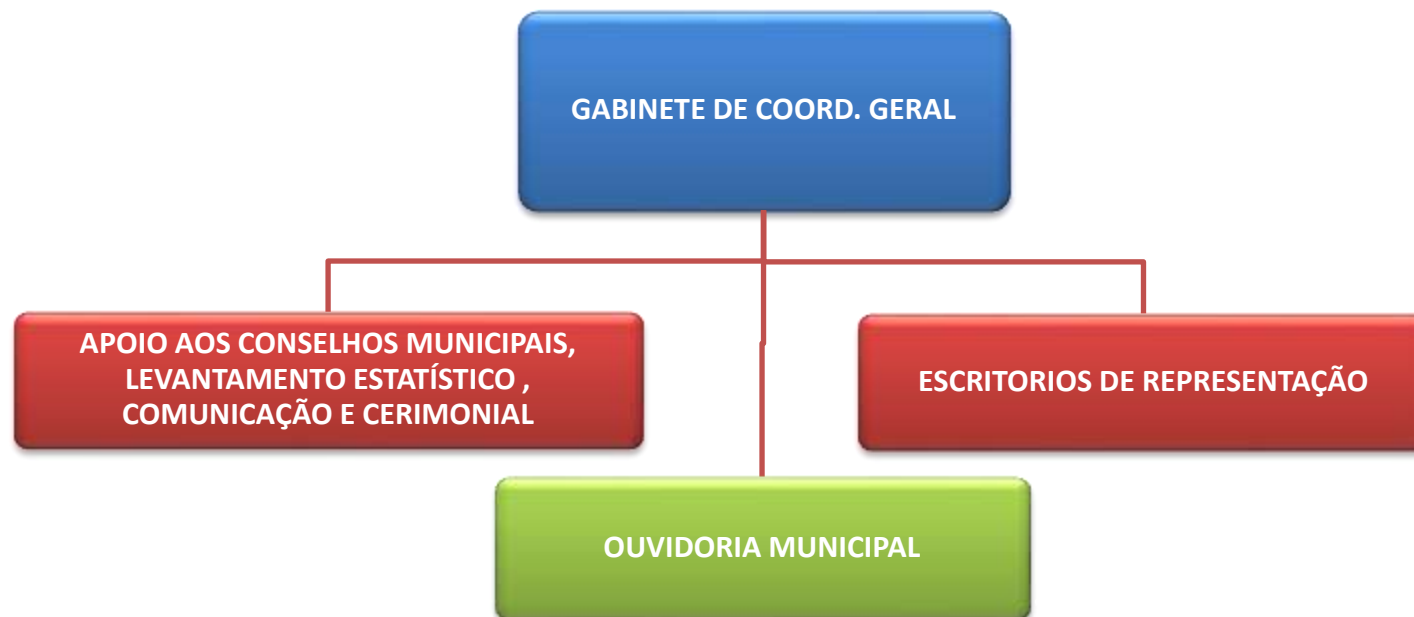 GABINETE DE COORD. GERAL
APOIO AOS CONSELHOS MUNICIPAIS,
LEVANTAMENTO ESTATÍSTICO ,
COMUNICAÇÃO E CERIMONIAL
ESCRITORIOS DE REPRESENTAÇÃO
OUVIDORIA MUNICIPAL